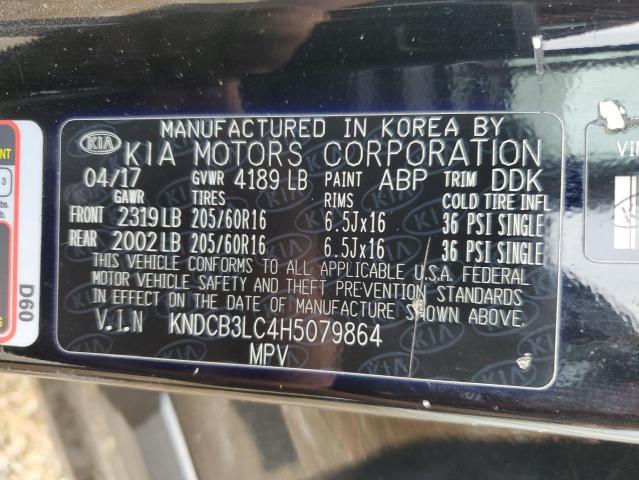 MANUFACTURED IN KOREA BY
KIA
KIA MOTORS CORPORATION
04/17 GVWR 4189 LB PAINT ABP TRIM DDK
GAWR TIRES RIMS COLD TIRE INFL
FRONT 2319 LB 205/60R16 6.5Jx16 36 PSI SINGLE
REAR 2002 LB 205/60R16 6.5Jx16 36 PSI SINGLE
THIS VEHICLE CONFORMS TO ALL APPLICABLE U.S.A. FEDERAL
MOTOR VEHICLE SAFETY, BUMPER, AND THEFT PREVENTION STANDARDS
IN EFFECT ON THE DATE OF MANUFACTURE SHOWN ABOVE.
V.I.N KNDCB3LC4H5079864
MPV
D60